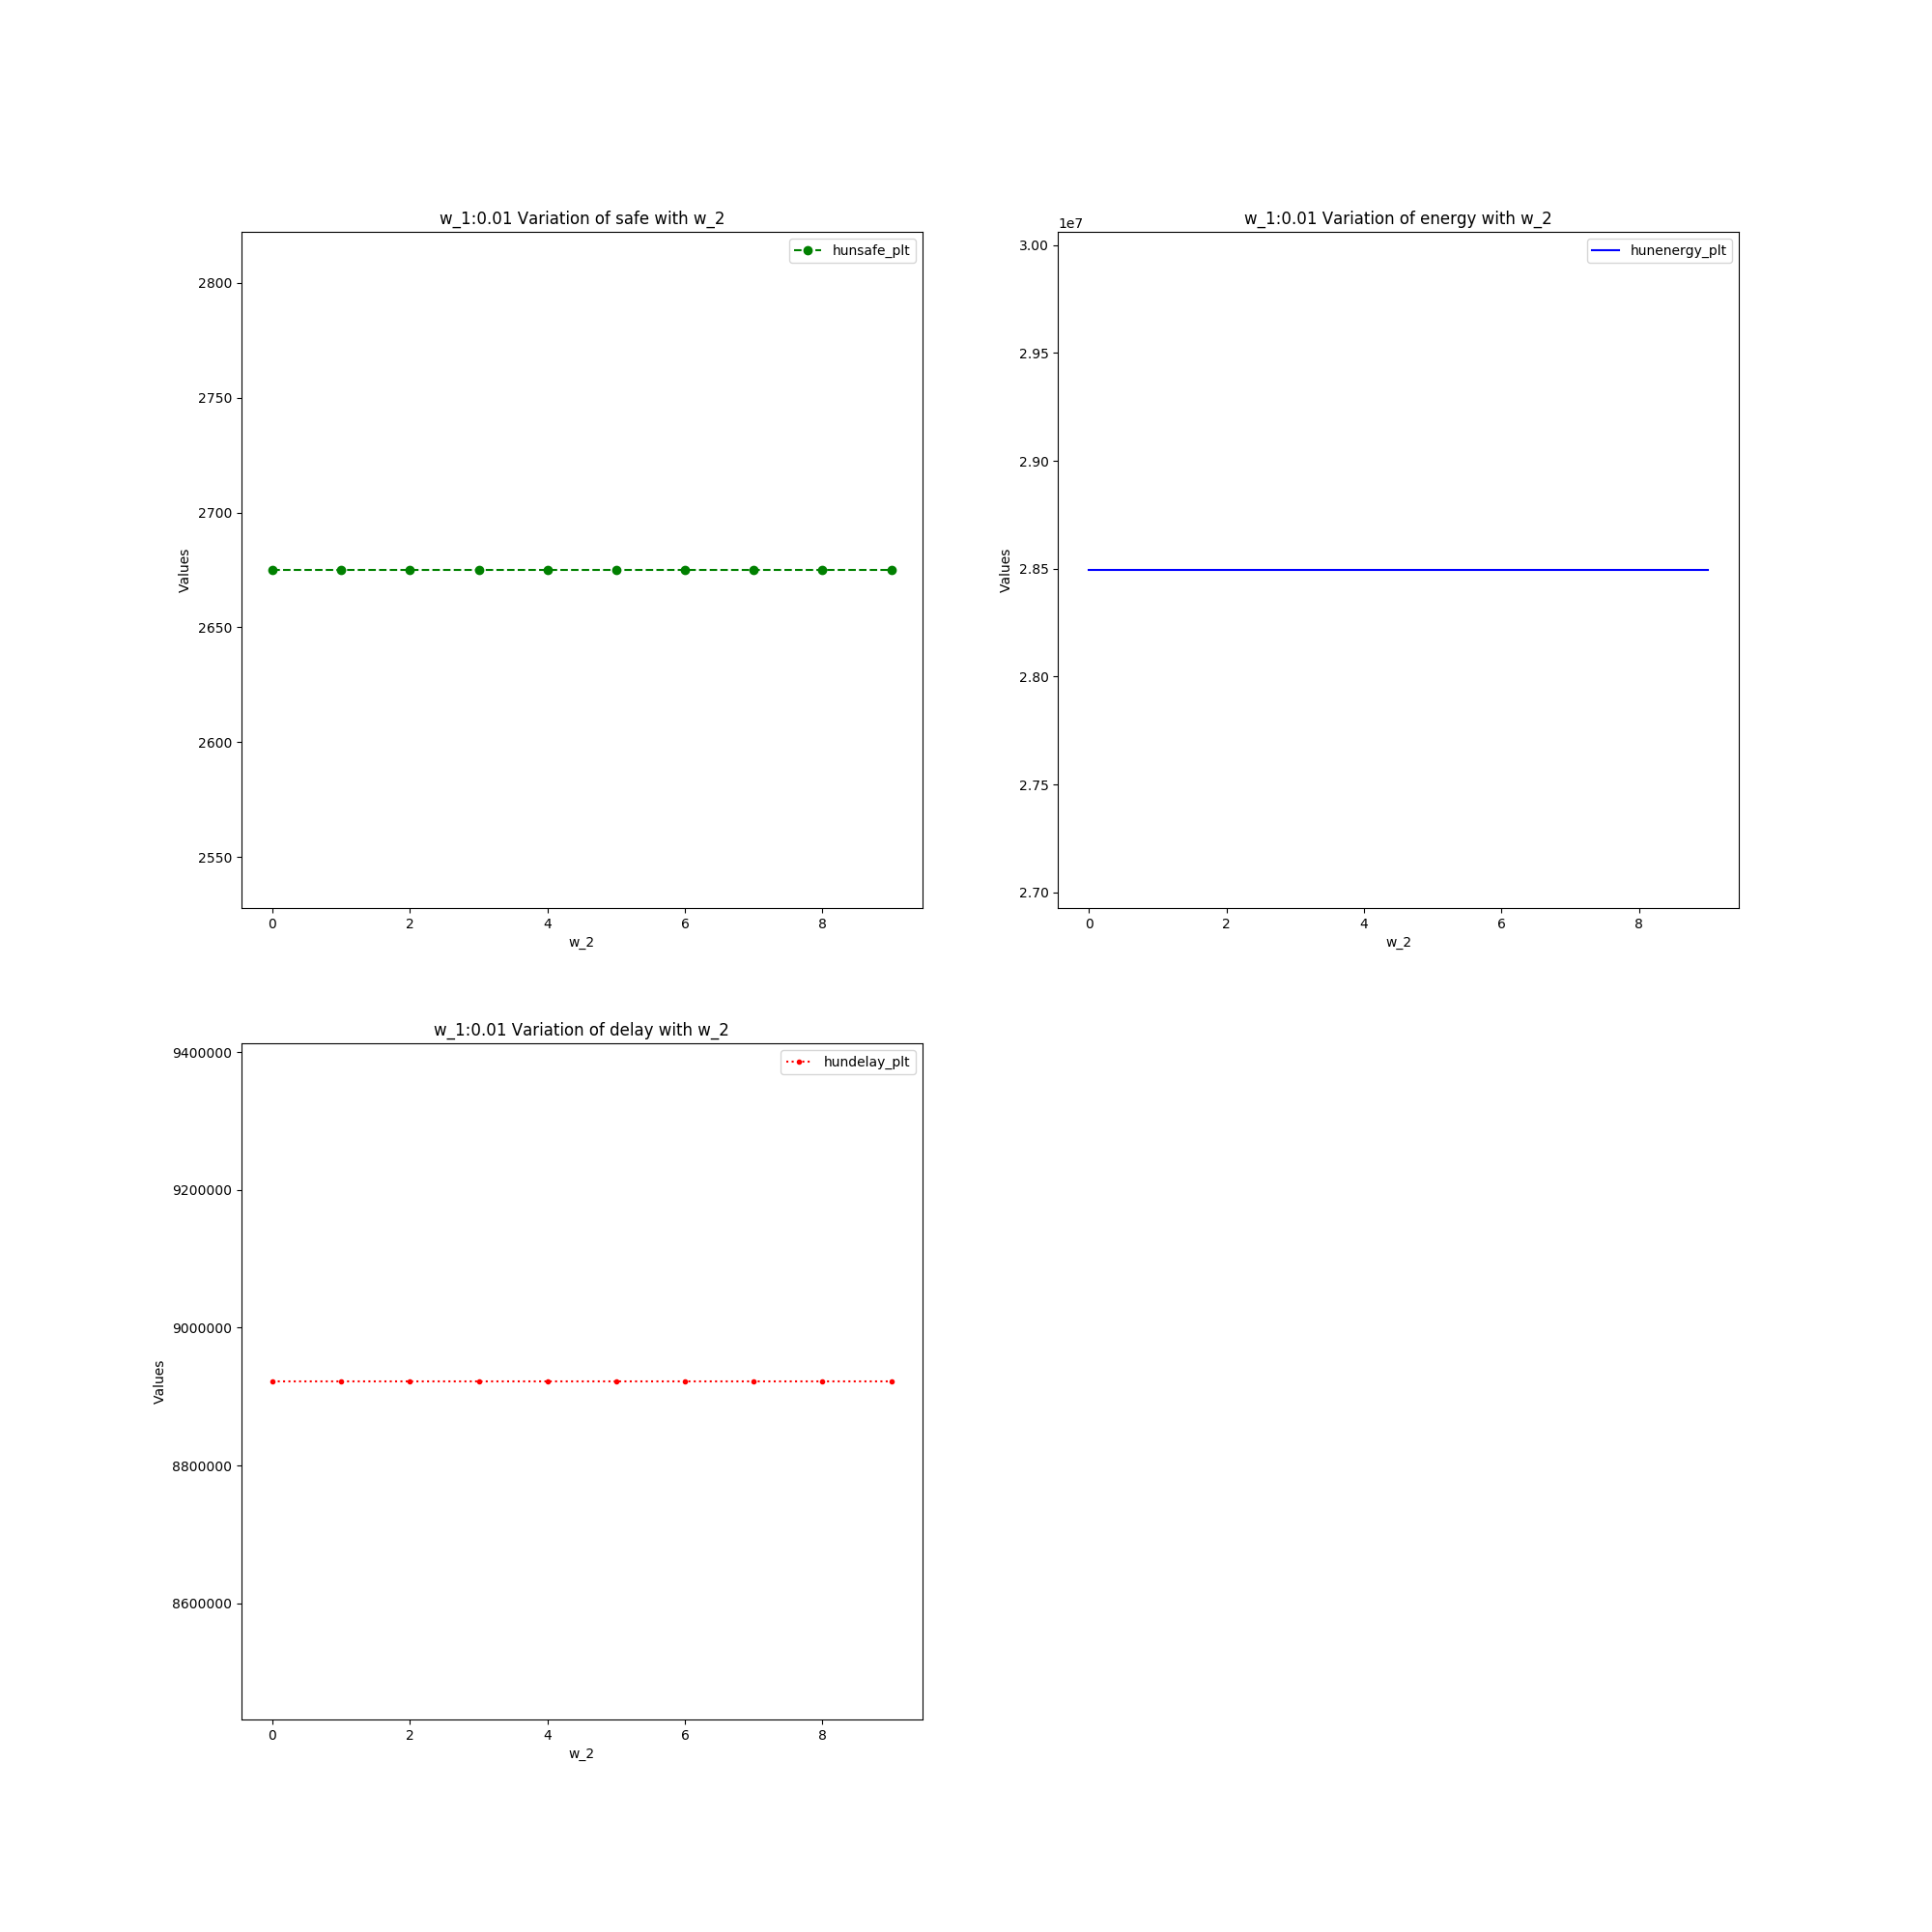 w_1:0.01 Variation of safe with w_2
hunsafe_plt
2800
2750
2700
2650
2600
2550
Values
0 2 4 6 8
w_2
w_1:0.01 Variation of energy with w_2
1e7
hunenergy_plt
3.00
2.95
2.90
2.85
2.80
2.75
2.70
Values
0 2 4 6 8
w_2
w_1:0.01 Variation of delay with w_2
hundelay_plt
9400000
9200000
9000000
8800000
8600000
Values
0 2 4 6 8
w_2